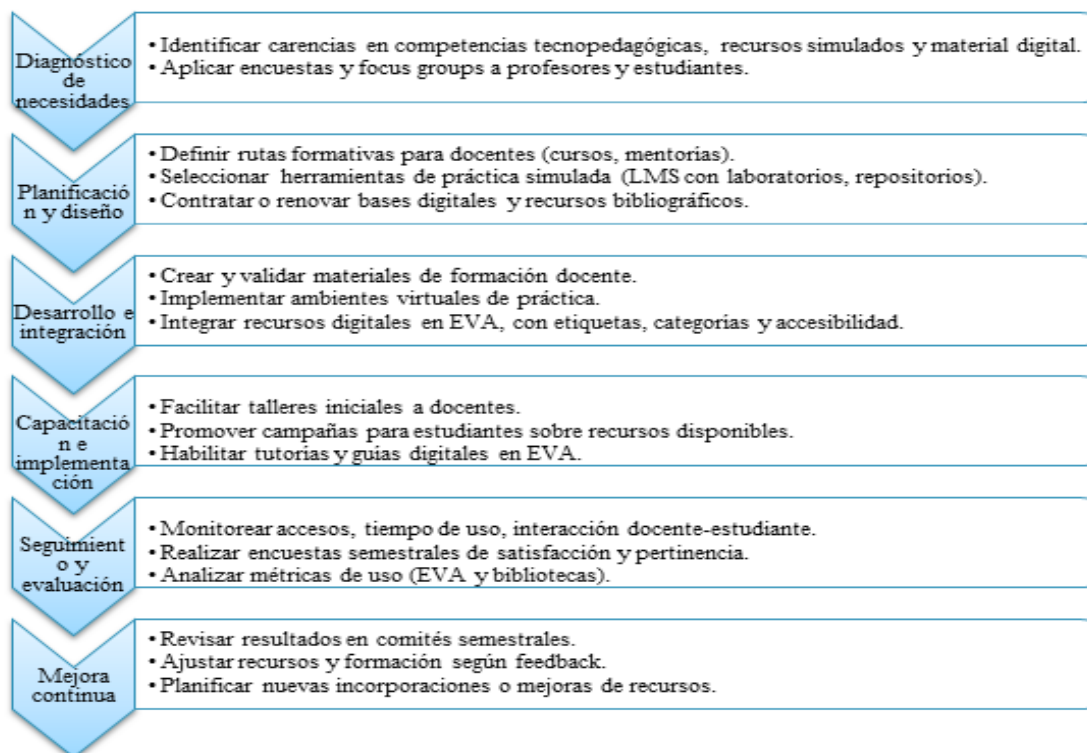 Diagnóstico
de
necesidades
• Identificar carencias en competencias tecnopedagógicas, recursos simulados y material digital.
• Aplicar encuestas y focus groups a profesores y estudiantes.
Planificació
n y diseño
• Definir rutas formativas para docentes (cursos, mentorias).
• Seleccionar herramientas de práctica simulada (LMS con laboratorios, repositorios).
• Contratar o renovar bases digitales y recursos bibliográficos.
Desarrollo e
integración
• Crear y validar materiales de formación docente.
• Implementar ambientes virtuales de práctica.
• Integrar recursos digitales en EVA, con etiquetas, categorias y accesibilidad.
Capacitació
n e
implementa
ción
• Facilitar talleres iniciales a docentes.
• Promover campañas para estudiantes sobre recursos disponibles.
• Habilitar tutorias y guias digitales en EVA.
Seguimient
o y
evaluación
• Monitorear accesos, tiempo de uso, interacción docente-estudiante.
• Realizar encuestas semestrales de satisfacción y pertinencia.
• Analizar métricas de uso (EVA y bibliotecas).
Mejora
continua
• Revisar resultados en comités semestrales.
• Ajustar recursos y formación según feedback.
• Planificar nuevas incorporaciones o mejoras de recursos.